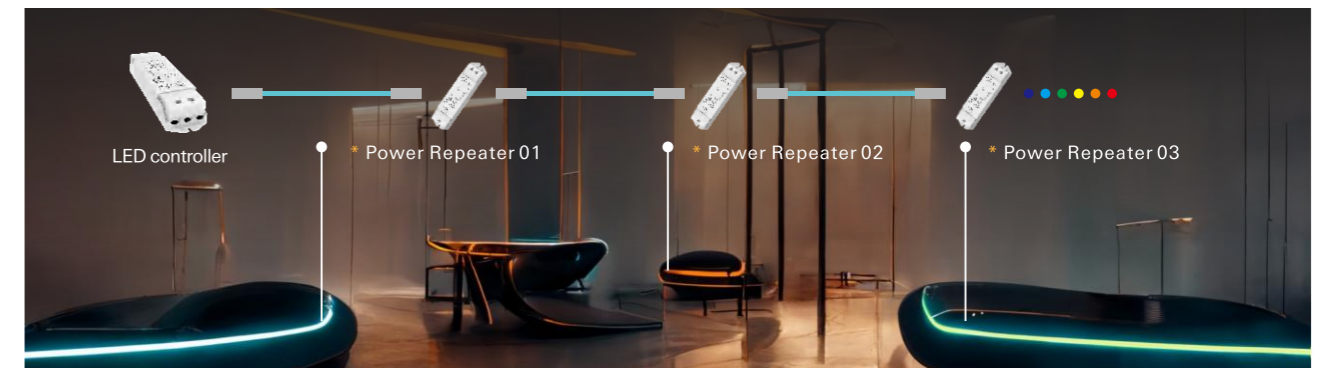 LED controller
* Power Repeater 01
* Power Repeater 02
* Power Repeater 03